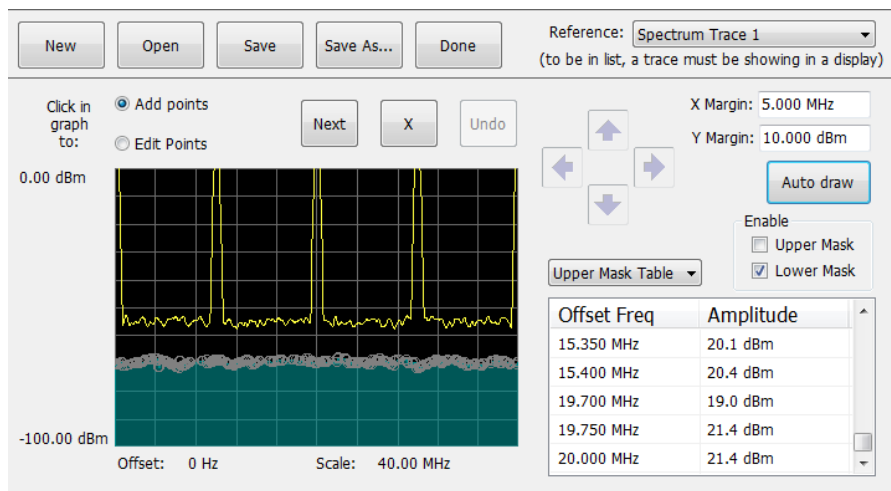 New Open Save Save As... Done
Reference: Spectrum Trace 1
(to be in list, a trace must be showing in a display)
Click in graph to:
Add points
Edit Points
Next X Undo
X Margin: 5.000 MHz
Y Margin: 10.000 dBm
Auto draw
Enable
Upper Mask
Lower Mask
0.00 dBm
-100.00 dBm
Offset: 0 Hz Scale: 40.00 MHz
Upper Mask Table
Offset Freq Amplitude
15.350 MHz 20.1 dBm
15.400 MHz 20.4 dBm
19.700 MHz 19.0 dBm
19.750 MHz 21.4 dBm
20.000 MHz 21.4 dBm